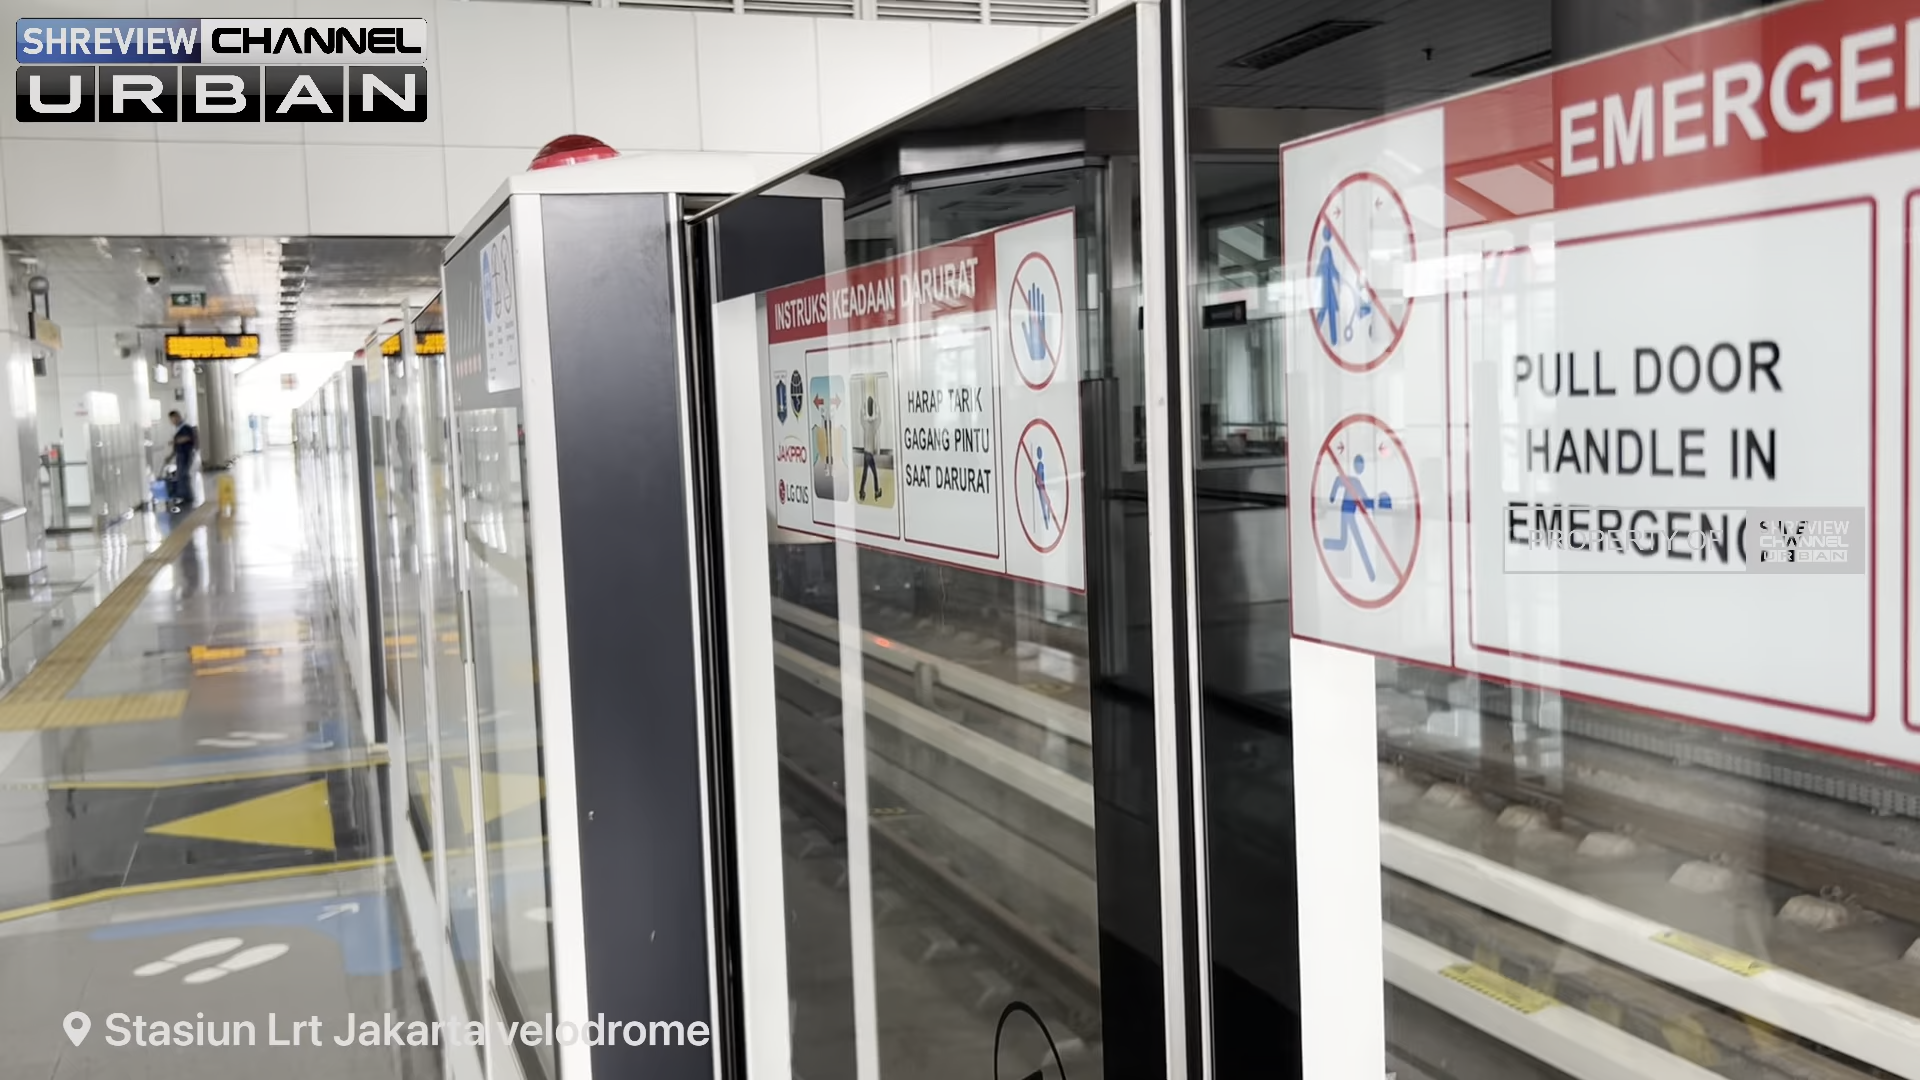 SHREVIEW CHANNEL
URBAN
EMERGE
INSTRUKSI KEADAAN DARURAT
HARAP TARIK
GAGANG PINTU
SAAT DARURAT
JAKPRO
LG CNS
PULL DOOR
HANDLE IN
EMERGENC
PROPERTY OF
SHREVIEW
CHANNEL
URBAN
Stasiun Lrt Jakarta velodrome